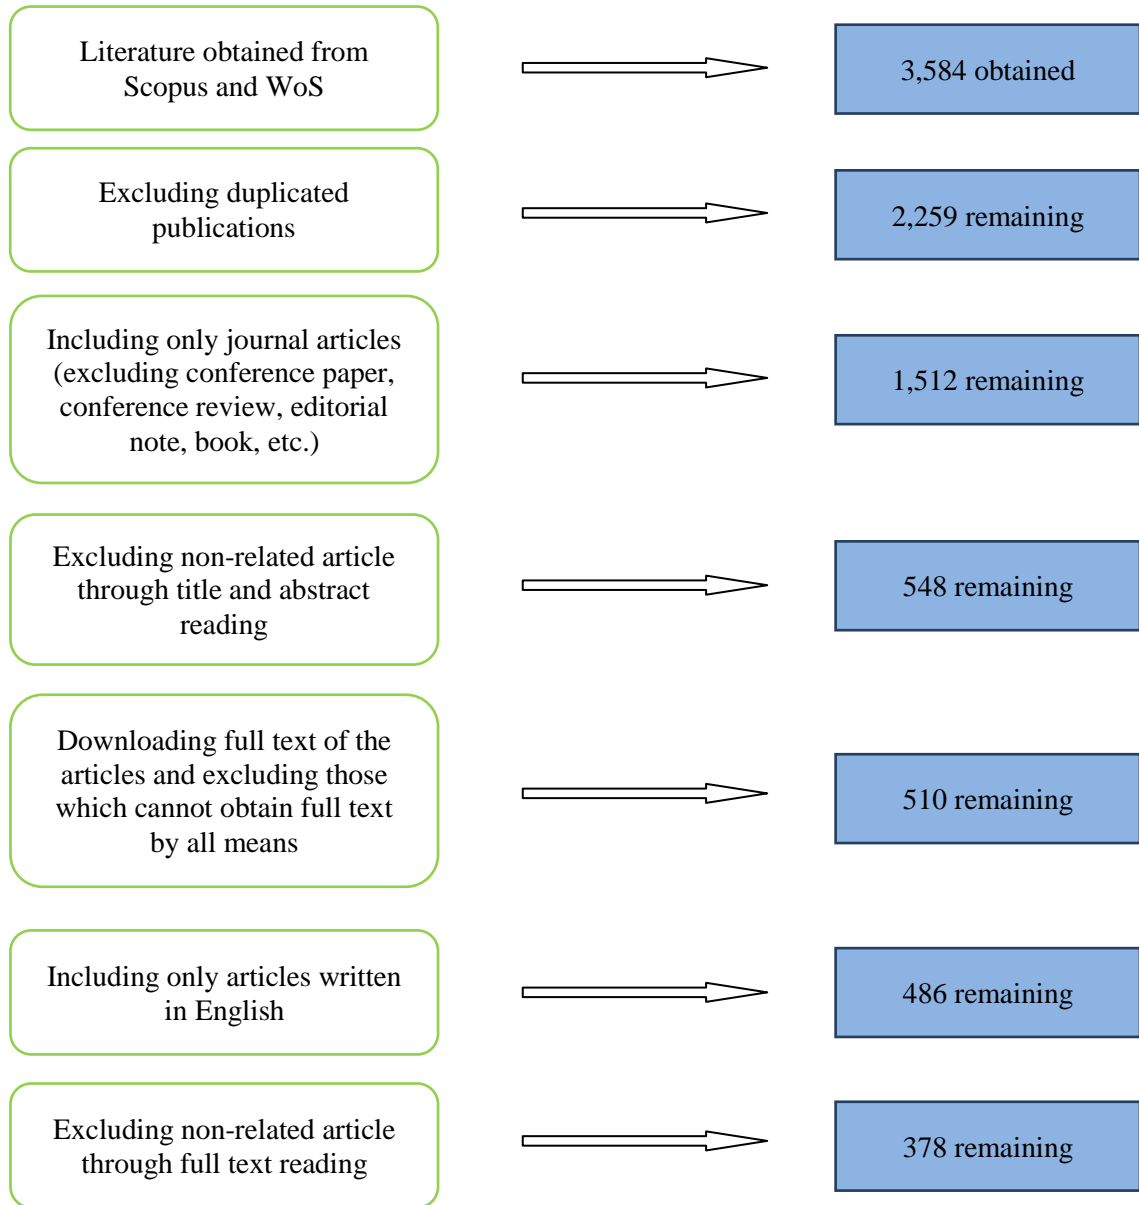 Literature obtained from
Scopus and WoS
3,584 obtained
Excluding duplicated
publications
2,259 remaining
Including only journal articles
(excluding conference paper,
conference review, editorial
note, book, etc.)
1,512 remaining
Excluding non-related article
through title and abstract
reading
548 remaining
Downloading full text of the
articles and excluding those
which cannot obtain full text
by all means
510 remaining
Including only articles written
in English
486 remaining
Excluding non-related article
through full text reading
378 remaining